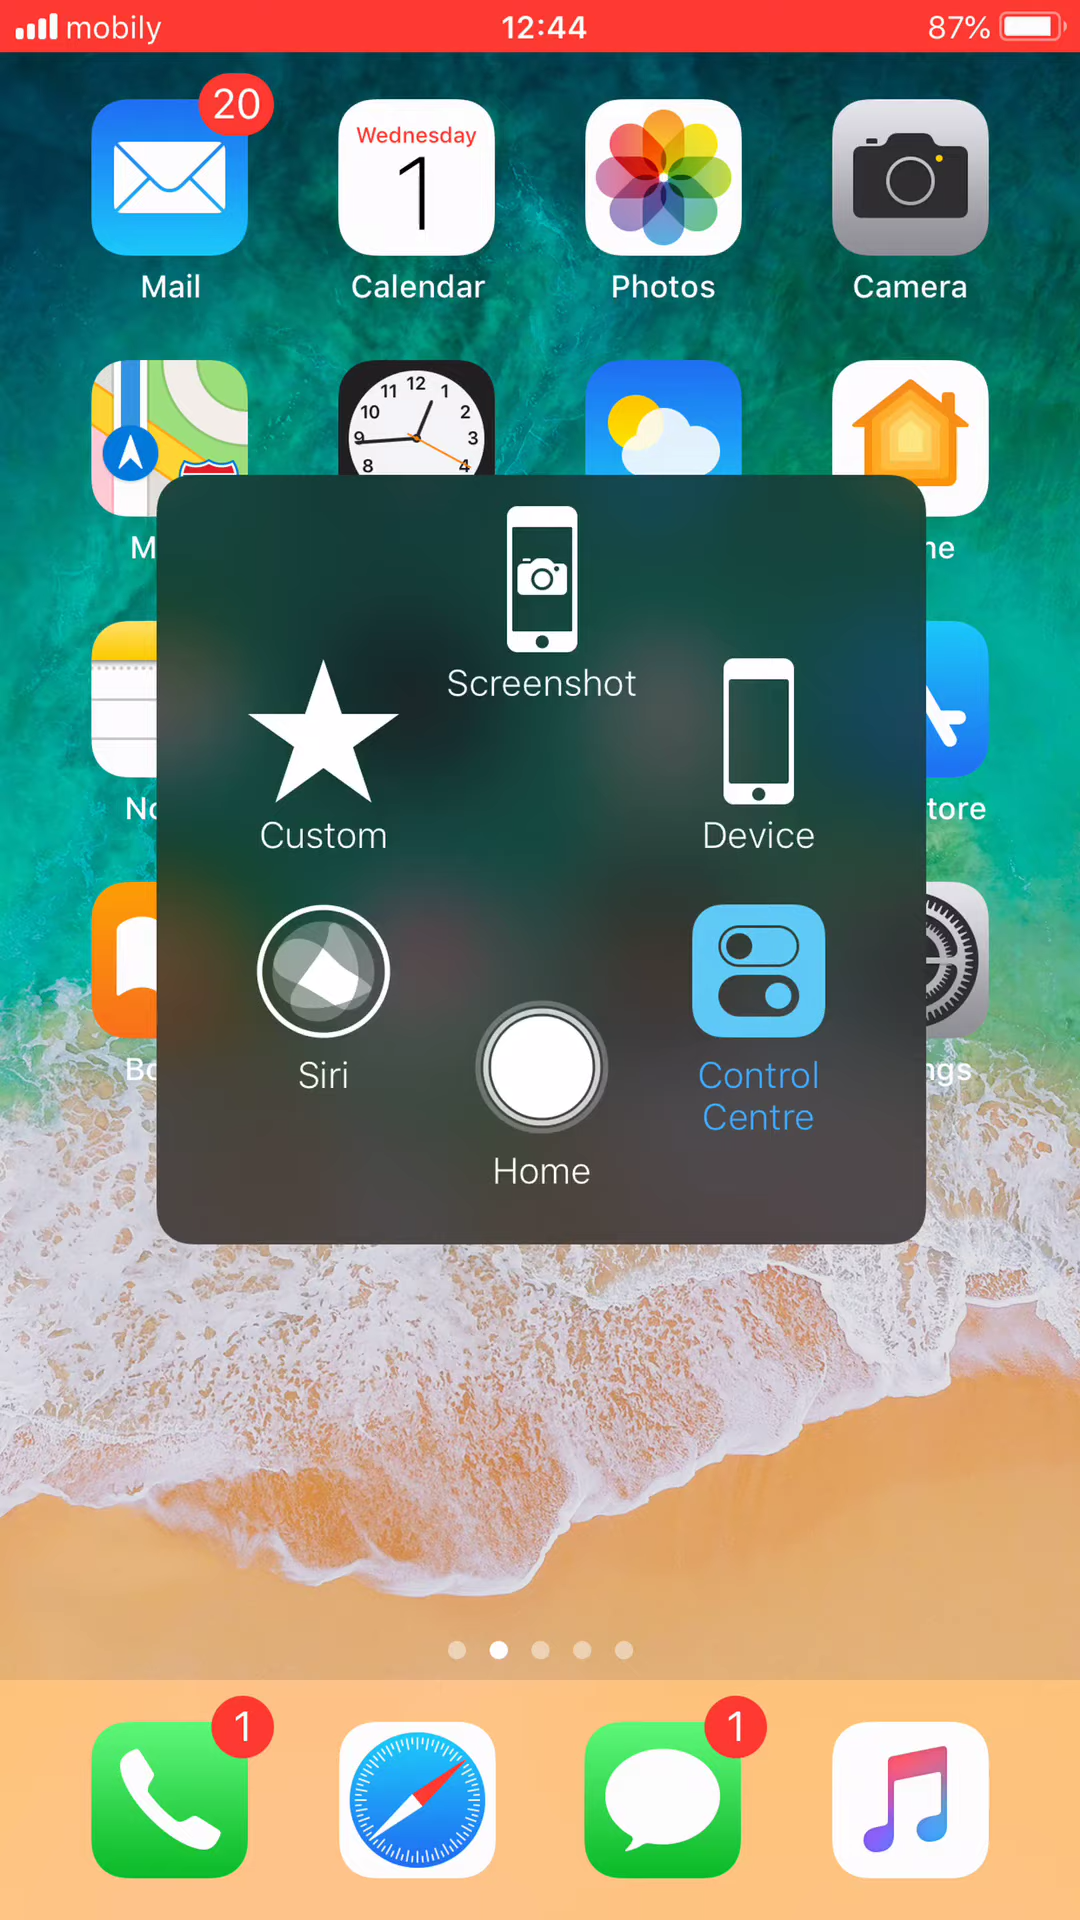 mobily 12:44 87%
20
Wednesday
1
Mail Calendar Photos Camera
12
11 1
10 2
9 3
8 4
Screenshot
Custom
Device
Siri
Control
Centre
Home
1 1